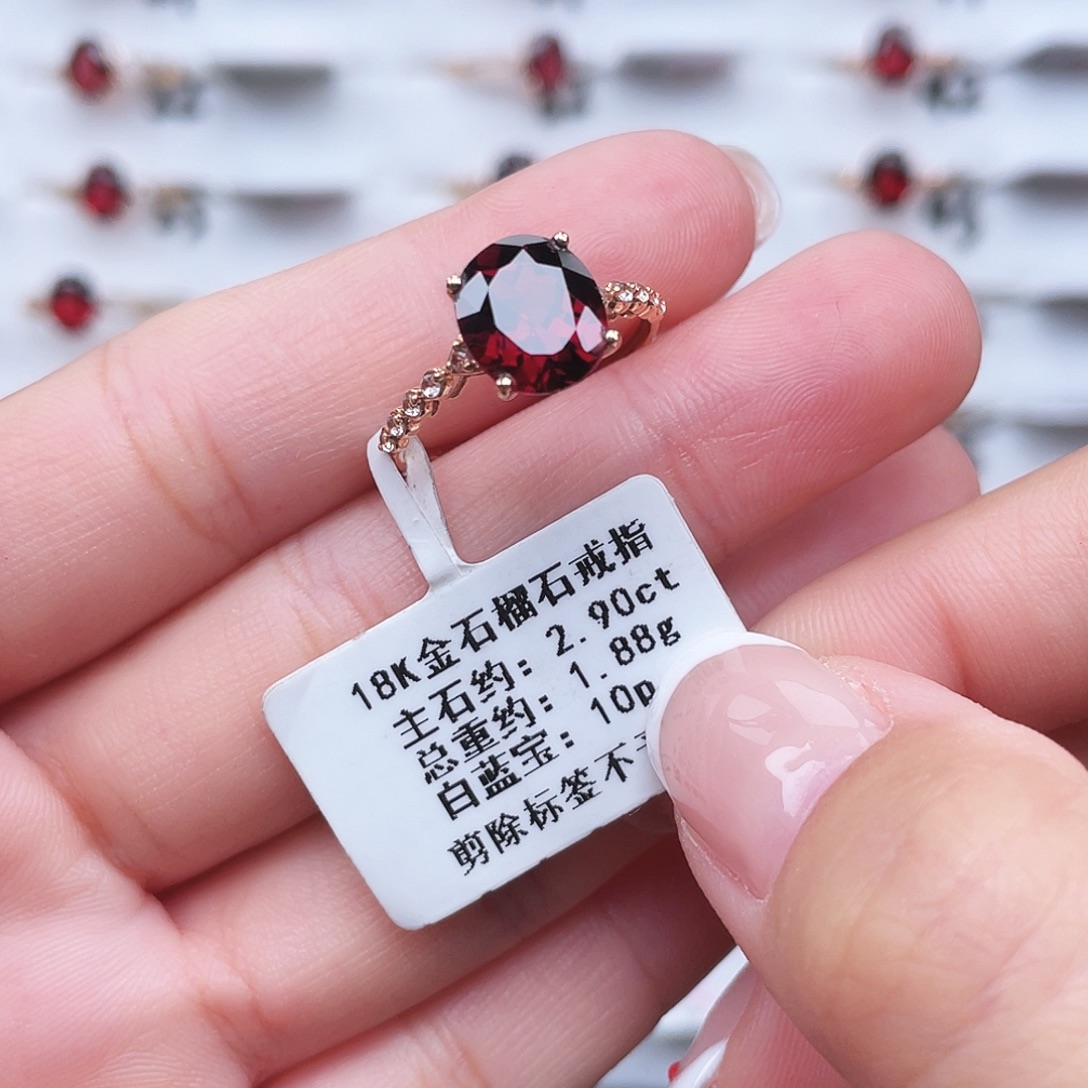 18K金石榴石戒指
主石约: 2.90ct
总重约: 1.88g
白蓝宝: 10p
剪除标签不